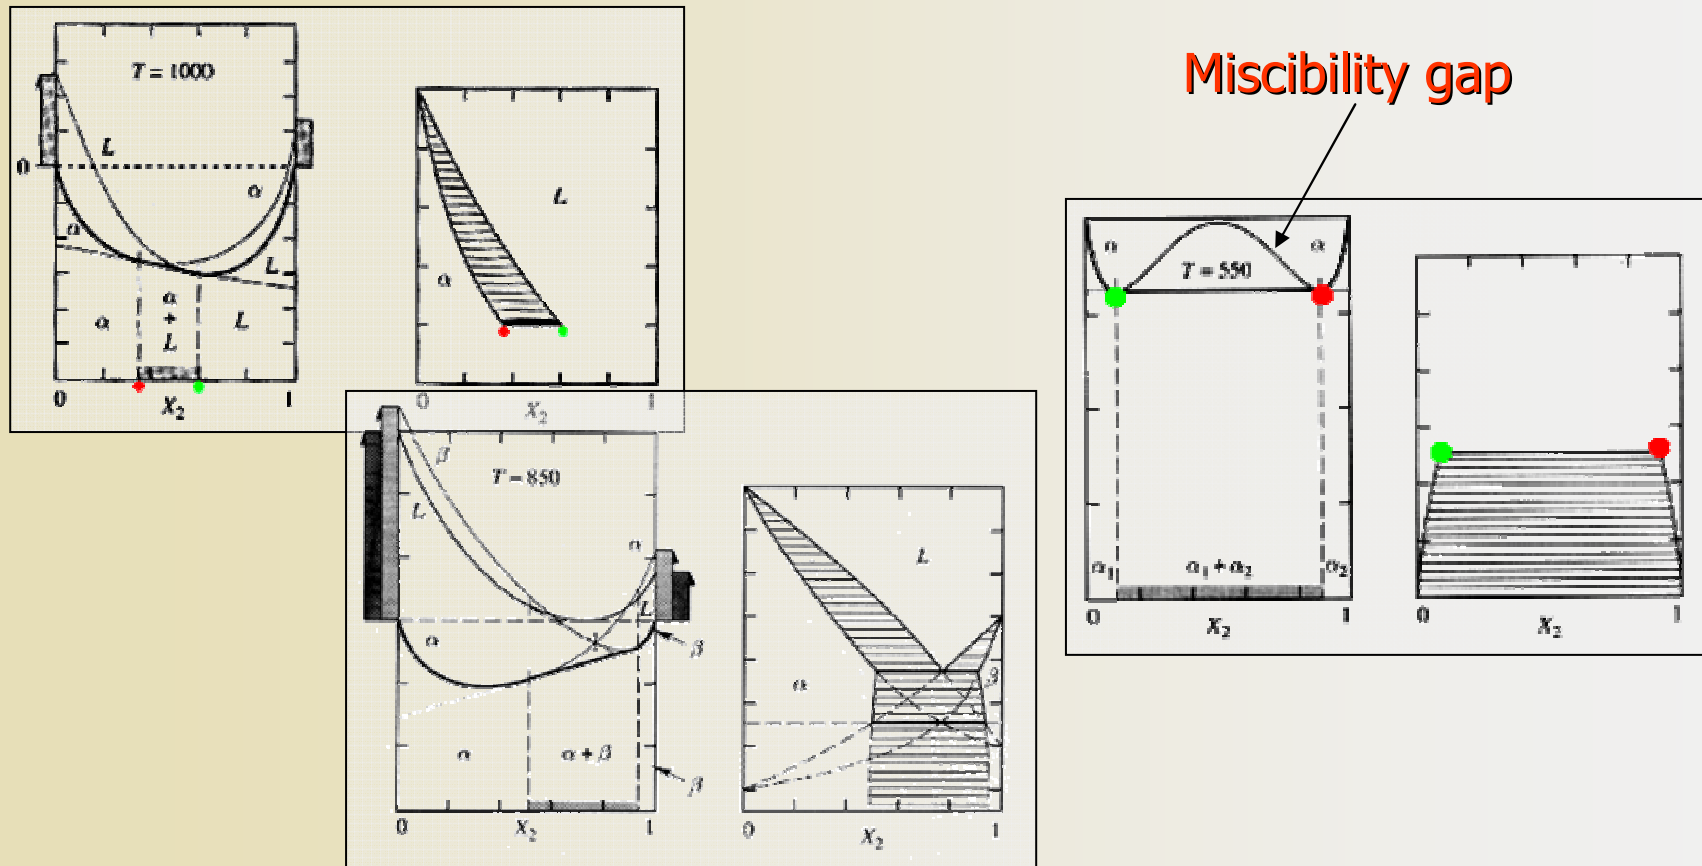 Miscibility gap
T = 1000
L
0
α
α
L
α
α
+
L
L
0
X₂
1
L
α
0
X₂
1
β
T = 850
L
α
L
β
α
α
α + β
β
0
X₂
1
L
α
β
0
X₂
1
α
α
T = 550
α₁
α₁ + α₂
α₂
0
X₂
1
0
X₂
1